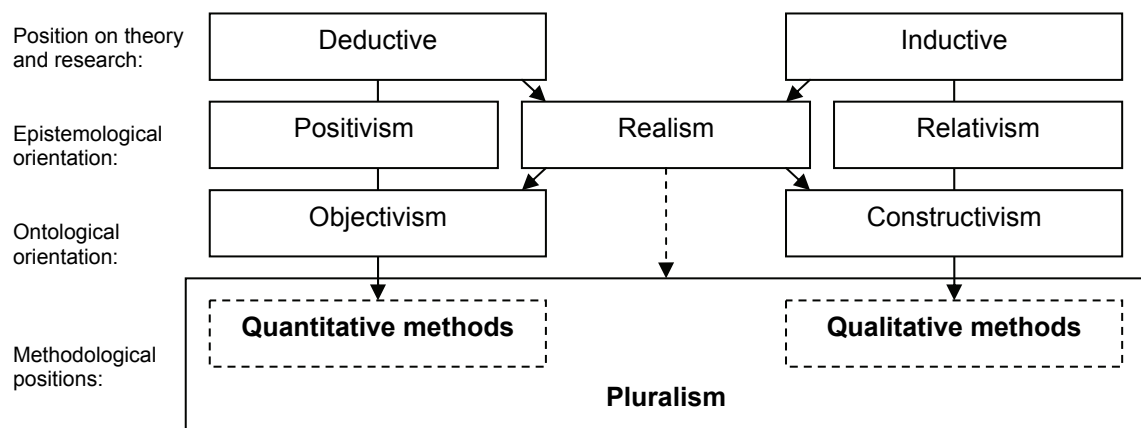 Position on theory
and research:
Deductive
Inductive
Epistemological
orientation:
Positivism
Realism
Relativism
Ontological
orientation:
Objectivism
Constructivism
Methodological
positions:
Quantitative methods
Qualitative methods
Pluralism